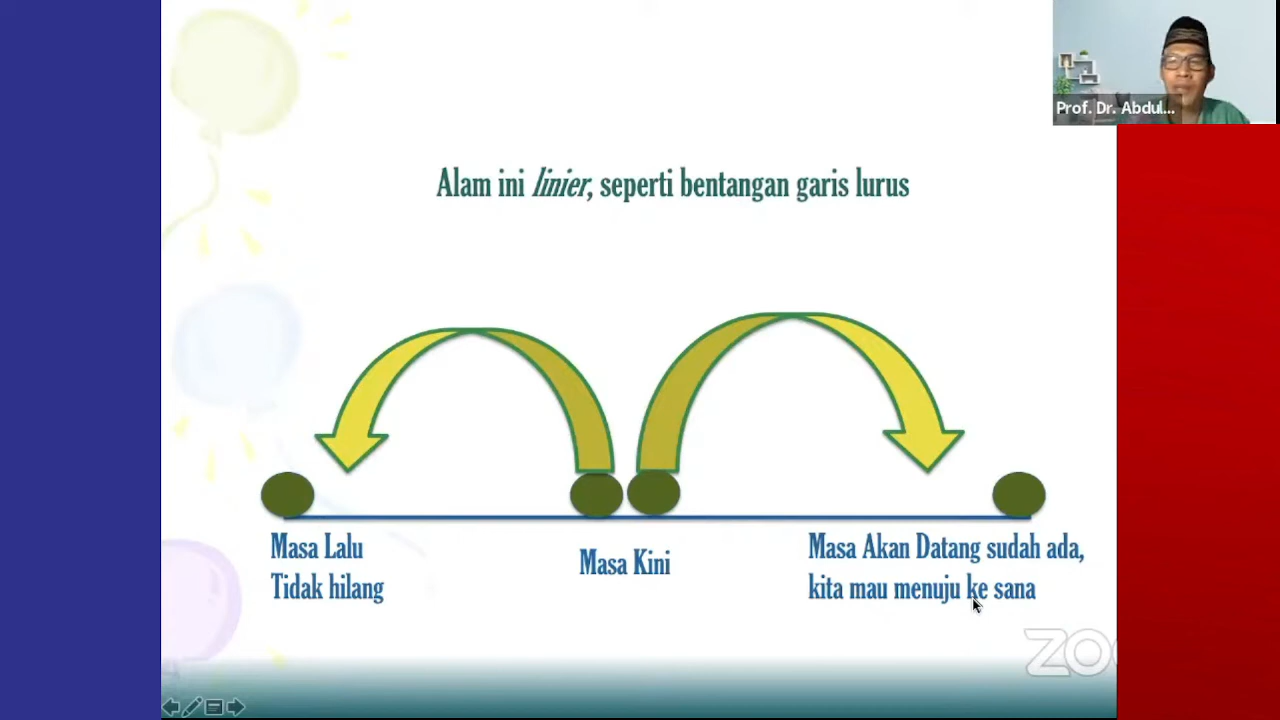 Prof. Dr. Abdul...
Alam ini linier, seperti bentangan garis lurus
Masa Lalu
Tidak hilang
Masa Kini
Masa Akan Datang sudah ada,
kita mau menuju ke sana